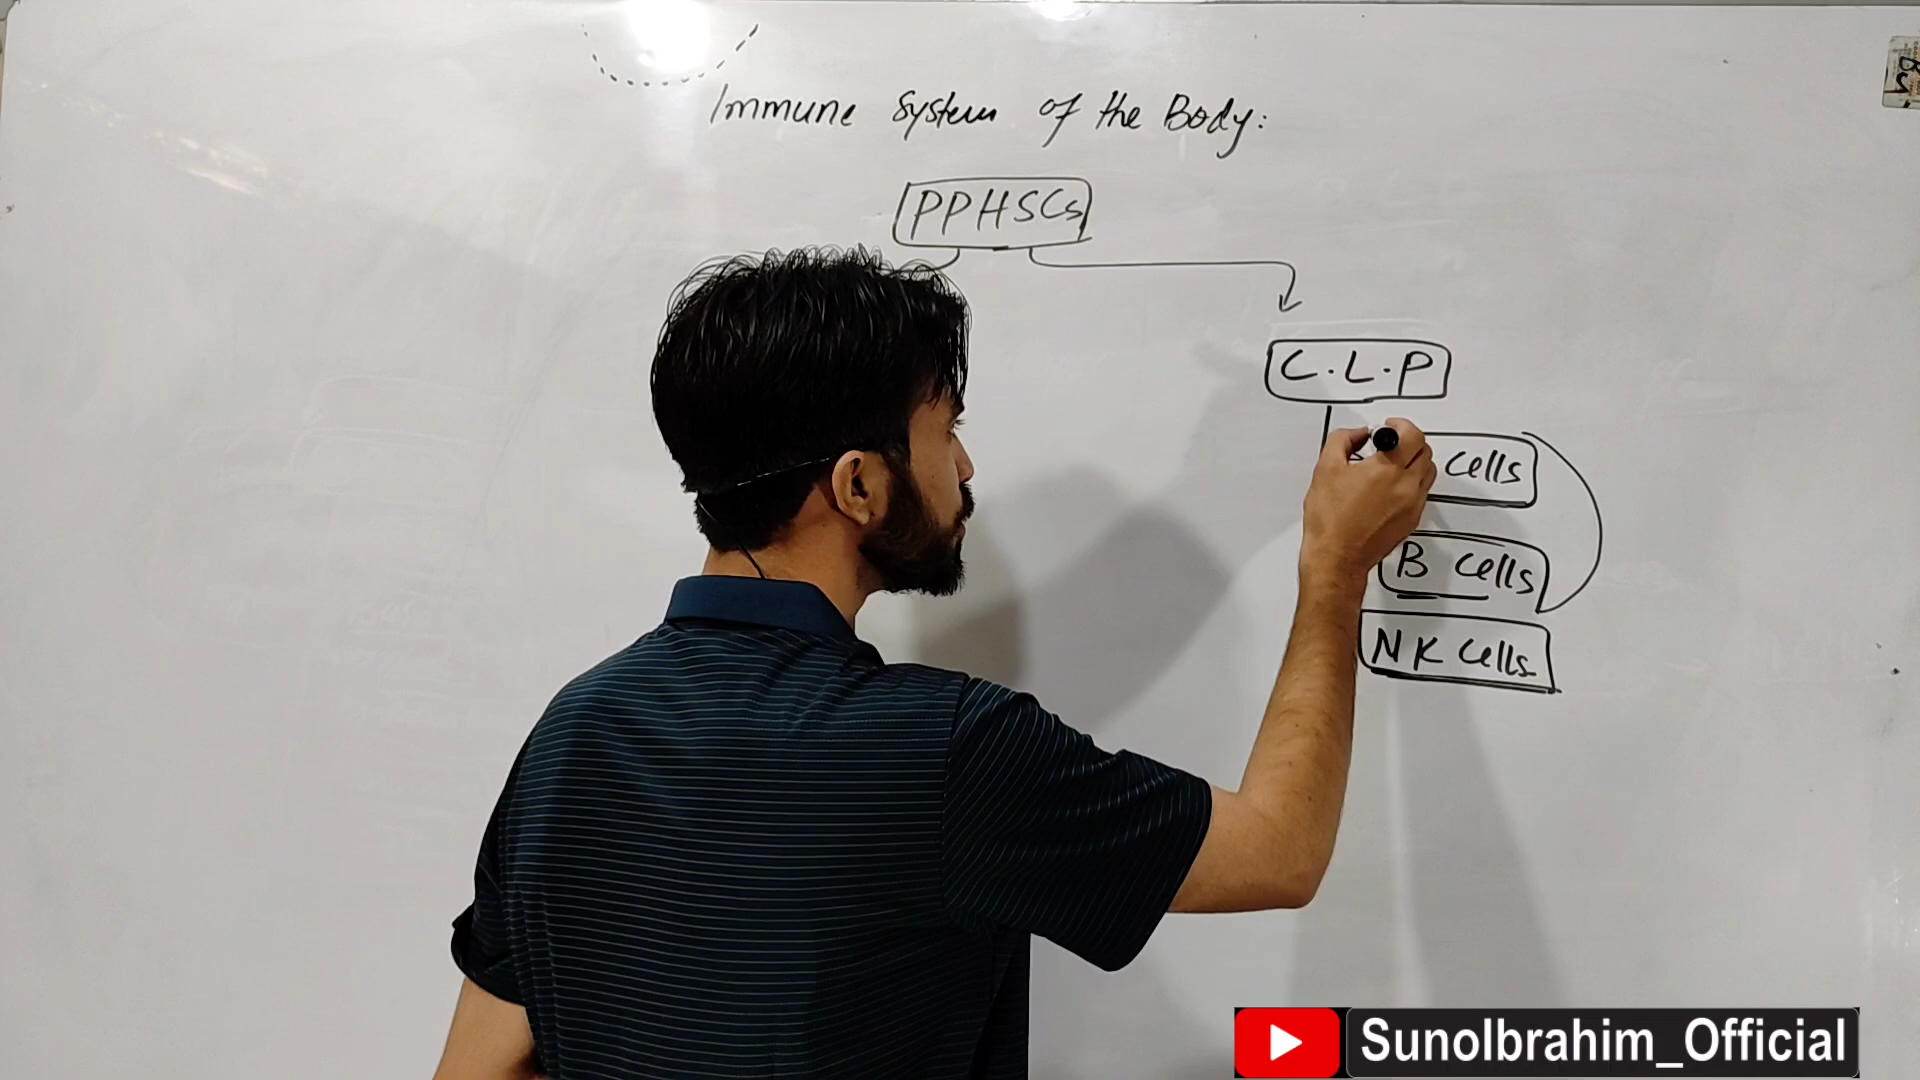 Immune System of the Body:
PPHSCs
C.L.P
Cells
B Cells
NK Cells
SunoIbrahim_Official